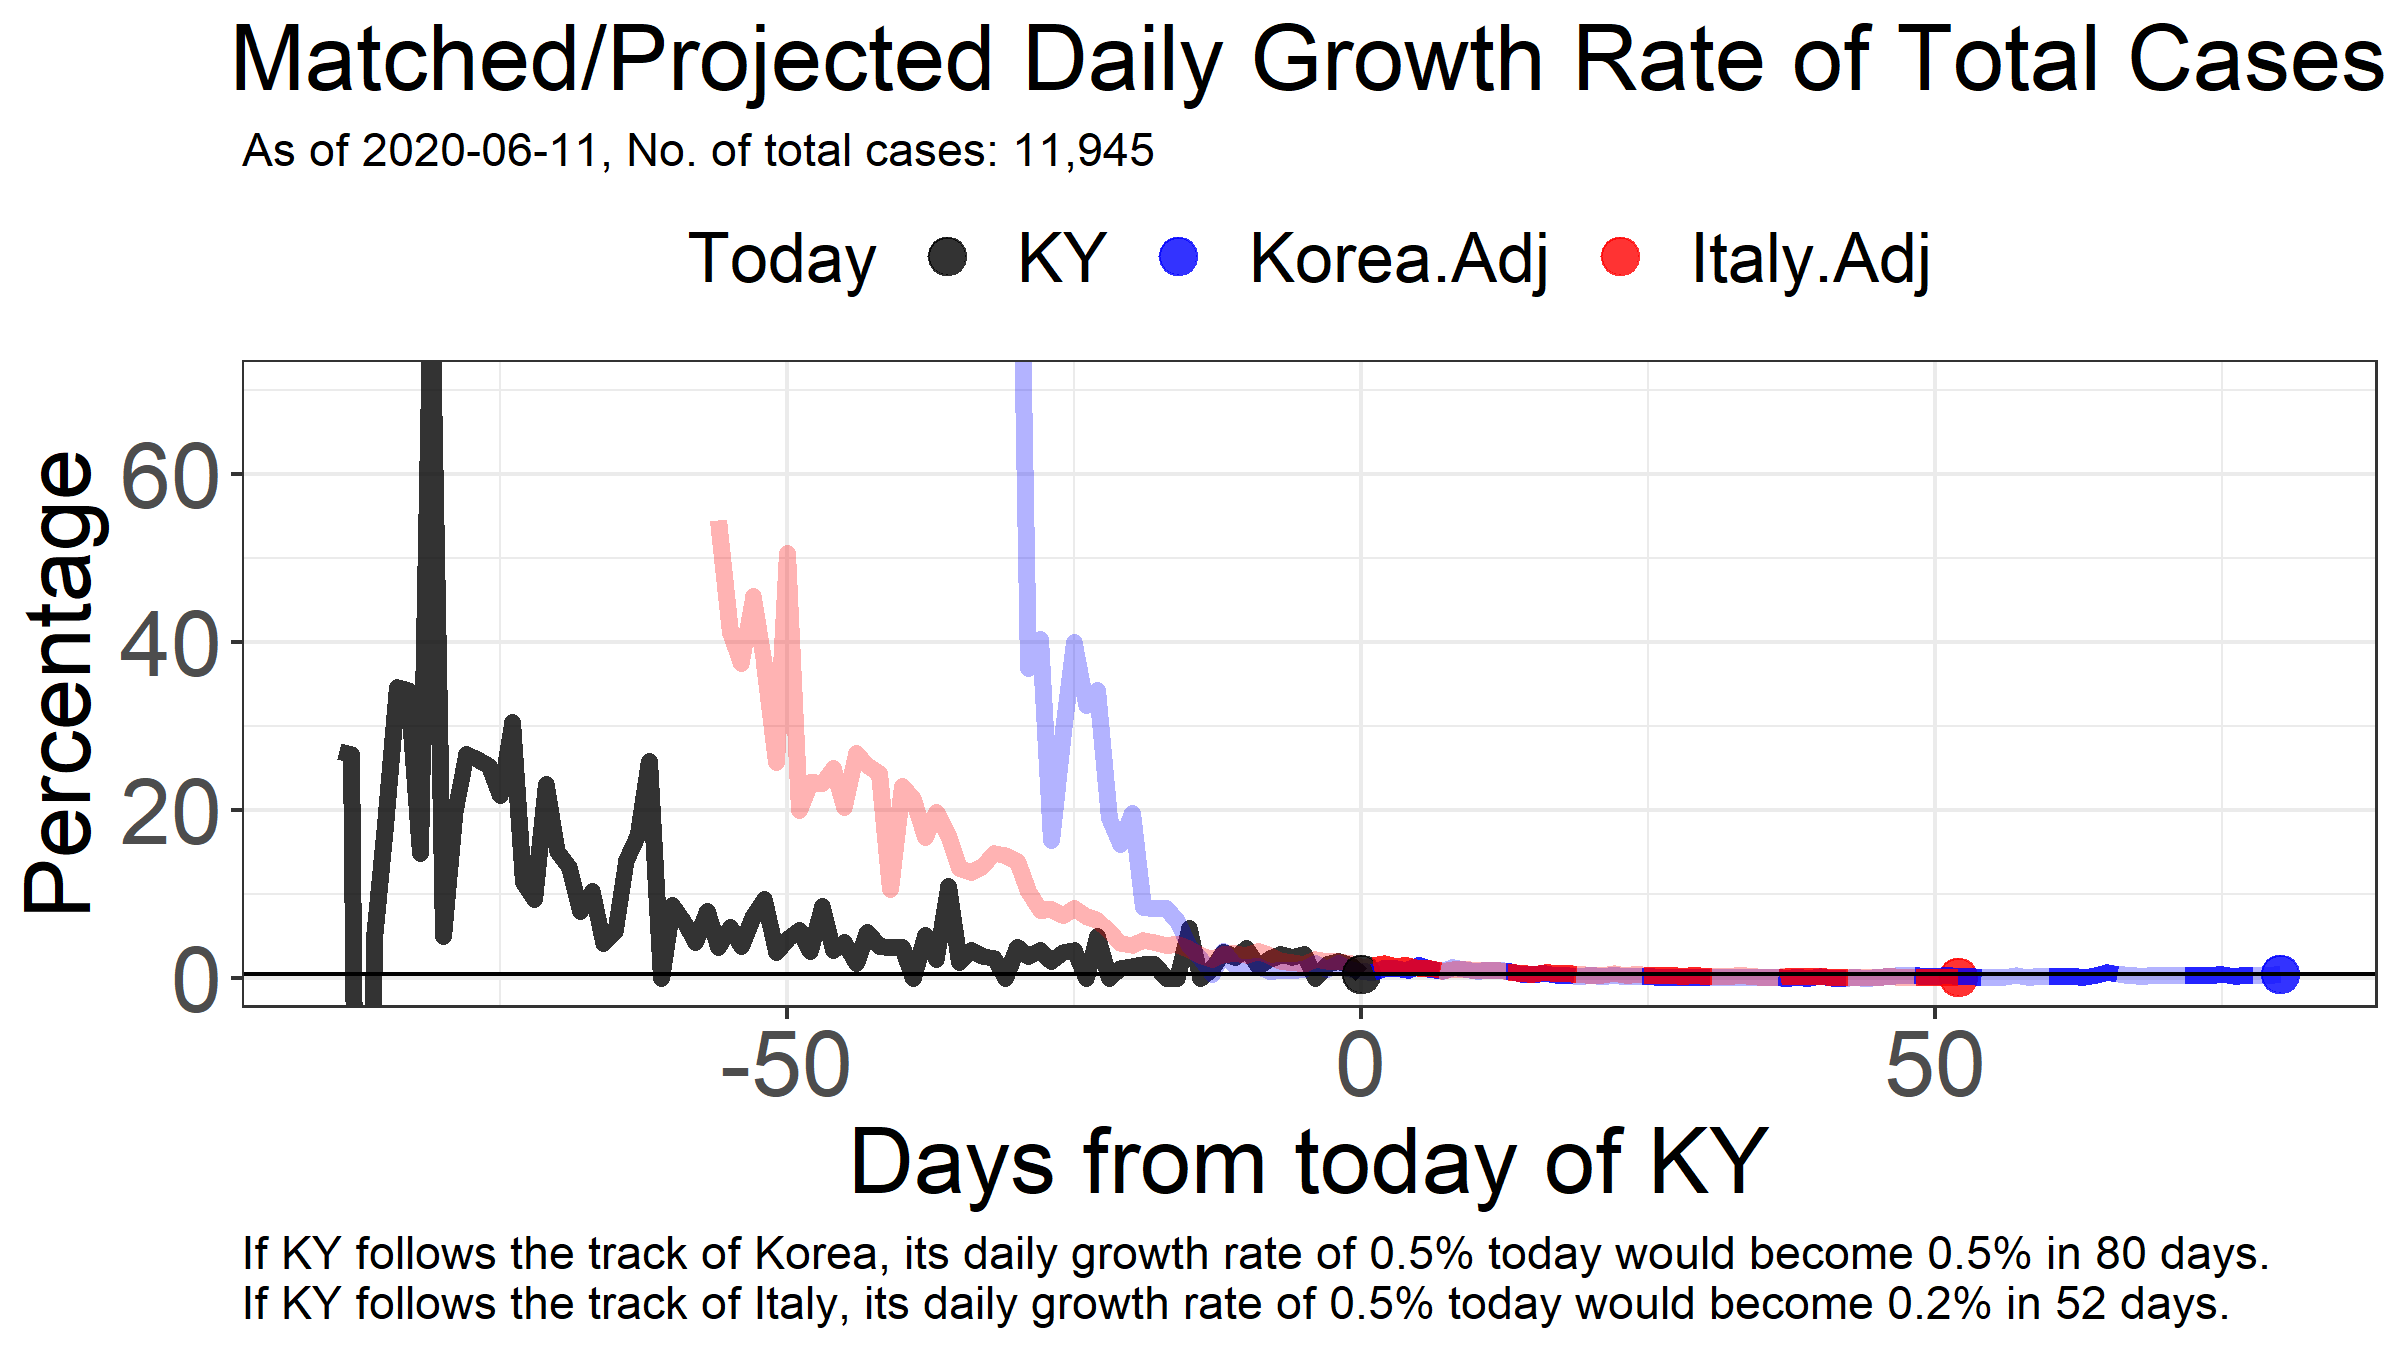 Matched/Projected Daily Growth Rate of Total Cases
As of 2020-06-11, No. of total cases: 11,945
Today KY Korea.Adj Italy.Adj
Percentage
60
40
20
0
-50 0 50
Days from today of KY
If KY follows the track of Korea, its daily growth rate of 0.5% today would become 0.5% in 80 days.
If KY follows the track of Italy, its daily growth rate of 0.5% today would become 0.2% in 52 days.